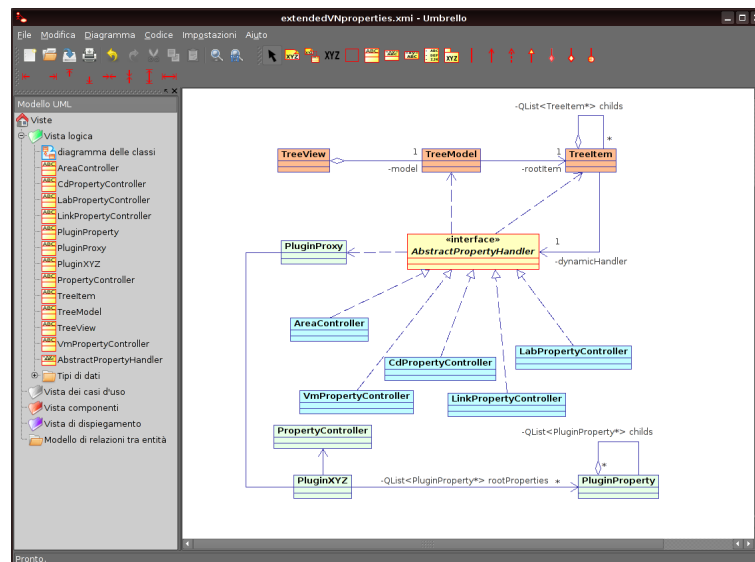 extendedVNproperties.xmi - Umbrello
File Modifica Diagramma Codice Impostazioni Aiuto
Modello UML
Viste
Vista logica
diagramma delle classi
AreaController
CdPropertyController
LabPropertyController
LinkPropertyController
PluginProperty
PluginProxy
PluginXYZ
PropertyController
TreeItem
TreeModel
TreeView
VmPropertyController
AbstractPropertyHandler
Tipi di dati
Vista dei casi d'uso
Vista componenti
Vista di dispiegamento
Modello di relazioni tra entità
-QList<TreeItem*> childs
*
TreeView
1
-model
TreeModel
1
-rootItem
TreeItem
«interface»
AbstractPropertyHandler
1
-dynamicHandler
PluginProxy
AreaController
LabPropertyController
CdPropertyController
VmPropertyController
LinkPropertyController
PropertyController
-QList<PluginProperty*> childs
*
PluginXYZ
-QList<PluginProperty*> rootProperties *
PluginProperty
Pronto.